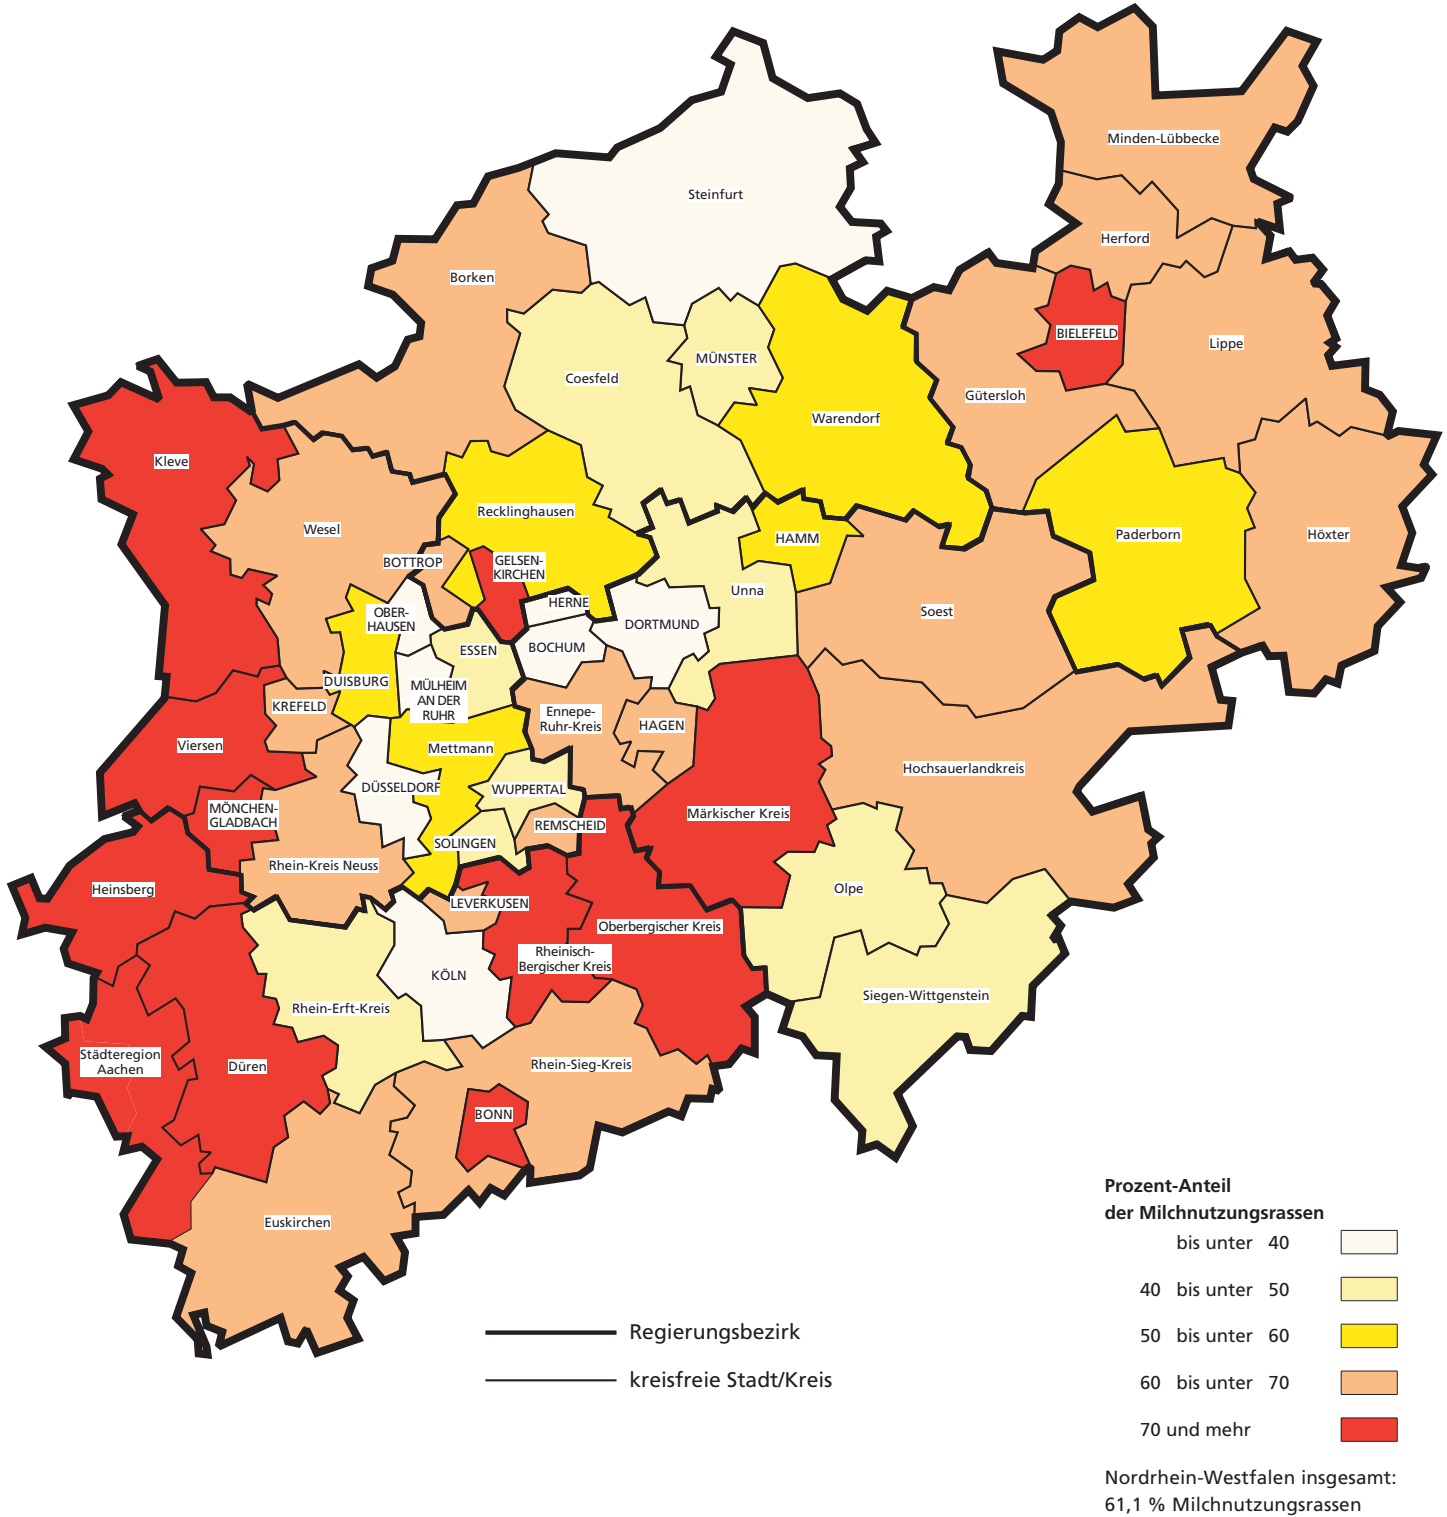 Minden-Lübbecke
Steinfurt
Herford
Borken
BIELEFELD
Lippe
MÜNSTER
Coesfeld
Gütersloh
Warendorf
Kleve
Recklinghausen
Wesel
Paderborn
Höxter
HAMM
BOTTROP
GELSEN-
KIRCHEN
Unna
HERNE
OBER-
HAUSEN
Soest
DORTMUND
ESSEN
BOCHUM
DUISBURG
MÜLHEIM
AN DER
RUHR
KREFELD
Ennepe-
Ruhr-Kreis
HAGEN
Viersen
Mettmann
Hochsauerlandkreis
DÜSSELDORF
WUPPERTAL
MÖNCHEN-
GLADBACH
Märkischer Kreis
REMSCHEID
SOLINGEN
Rhein-Kreis Neuss
Heinsberg
Olpe
LEVERKUSEN
Oberbergischer Kreis
Rheinisch-
Bergischer Kreis
KÖLN
Siegen-Wittgenstein
Rhein-Erft-Kreis
Städteregion
Aachen
Düren
Rhein-Sieg-Kreis
BONN
Euskirchen
Prozent-Anteil
der Milchnutzungsrassen
bis unter 40
40 bis unter 50
50 bis unter 60
60 bis unter 70
70 und mehr
Nordrhein-Westfalen insgesamt:
61,1 % Milchnutzungsrassen
Regierungsbezirk
kreisfreie Stadt/Kreis